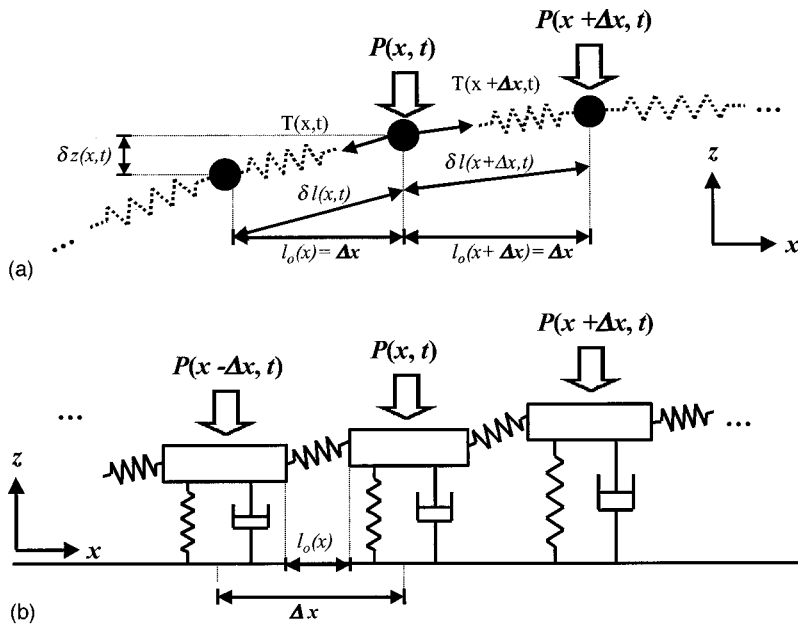 P(x +Δx, t)
P(x, t)
T(x +Δx,t)
T(x,t)
δz(x,t)
...
δl(x,t)
δl(x+Δx,t)
z
x
...
lo(x)= Δx
lo(x+ Δx)= Δx
(a)
P(x +Δx, t)
P(x, t)
P(x -Δx, t)
...
...
z
x
lo(x)
Δx
(b)